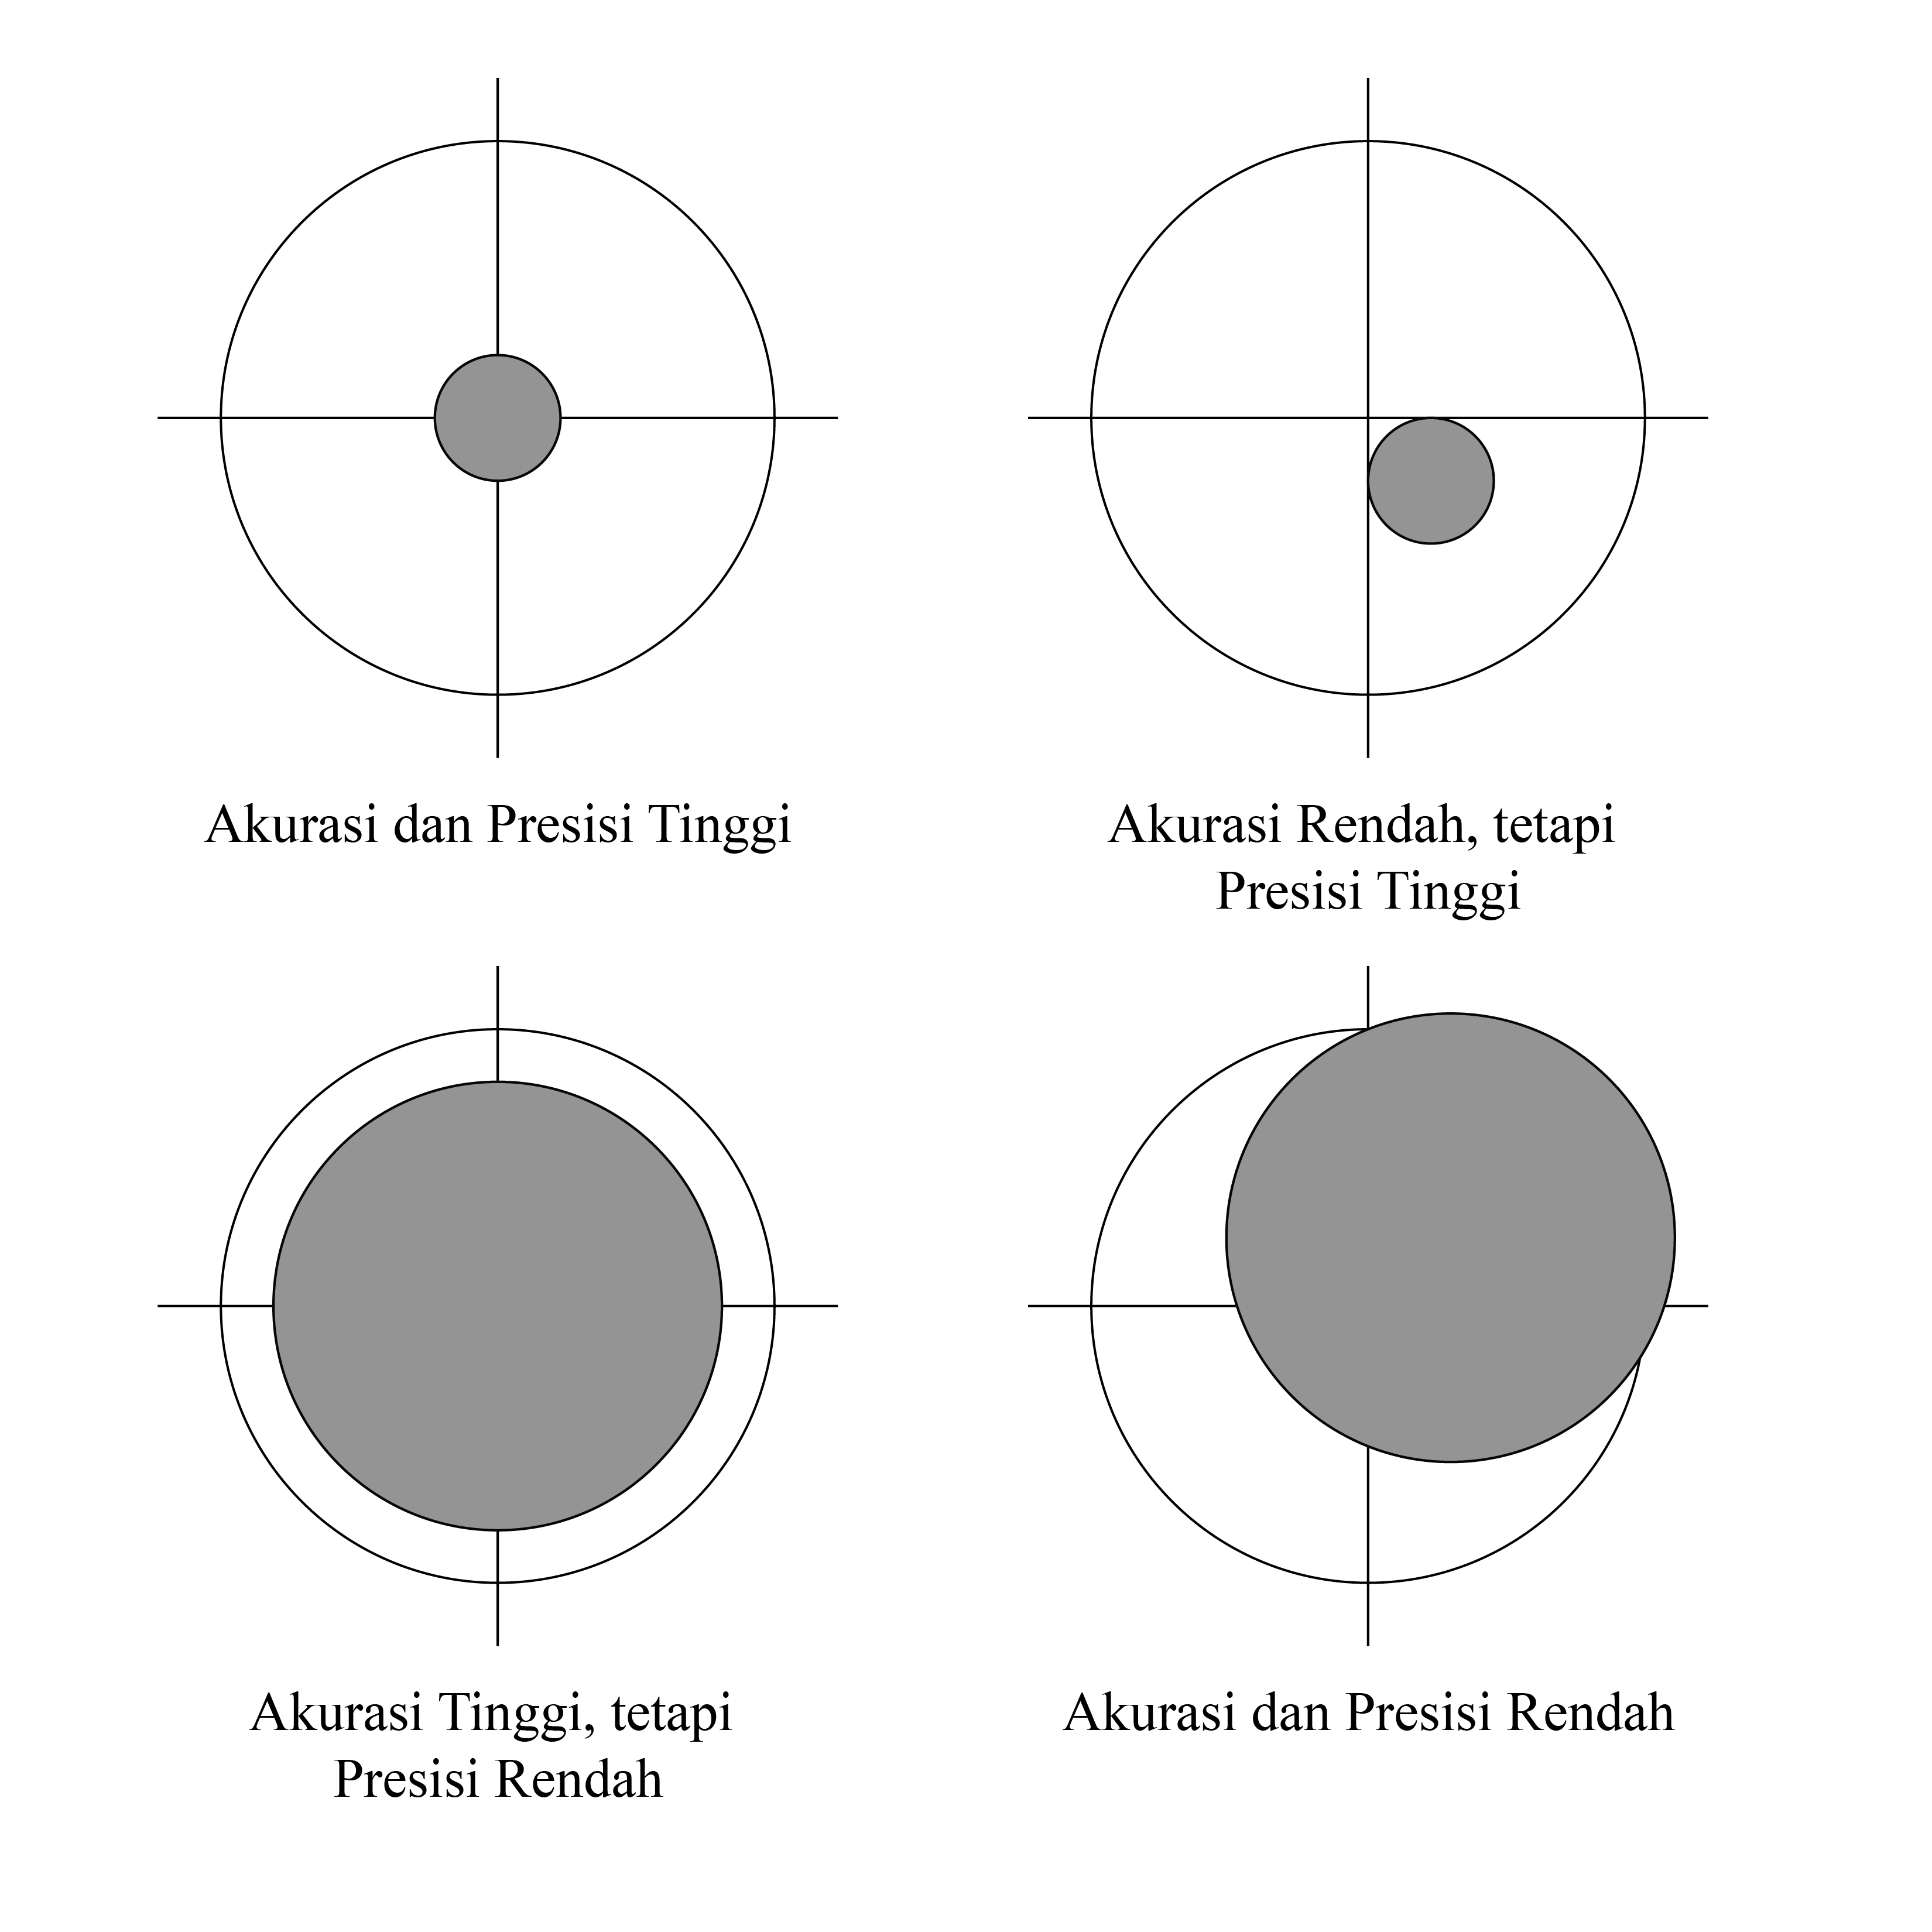 Akurasi dan Presisi Tinggi
Akurasi Rendah, tetapi
Presisi Tinggi
Akurasi Tinggi, tetapi
Presisi Rendah
Akurasi dan Presisi Rendah